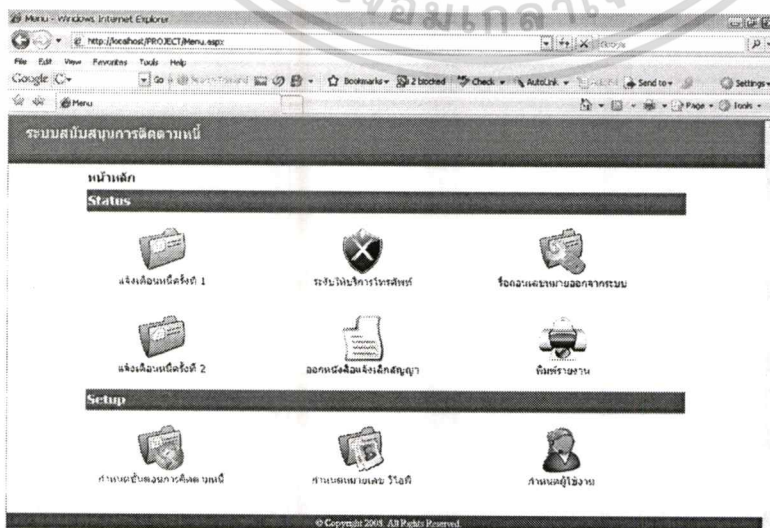 Menu - Windows Internet Explorer
http://localhost/PROJECT/Menu.aspx
File Edit View Favorites Tools Help
Google Go Bookmarks 2 blocked Check AutoLink Send to Settings
Menu Page Tools
ระบบสนับสนุนการติดตามหนี้
หน้าหลัก
Status
แจ้งเตือนหนี้ครั้งที่ 1 ระงับให้บริการโทรศัพท์ รื้อถอนเลขหมายออกจากระบบ
แจ้งเตือนหนี้ครั้งที่ 2 ออกหนังสือแจ้งเลิกสัญญา พิมพ์รายงาน
Setup
กำหนดขั้นตอนการติดตามหนี้ กำหนดหมายเลข วีไอพี กำหนดผู้ใช้งาน
© Copyright 2008. All Rights Reserved